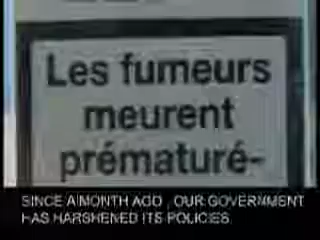 Les fumeurs
meurent
prématuré-
SINCE A MONTH AGO , OUR GOVERNMENT
HAS HARSHENED ITS POLICIES.